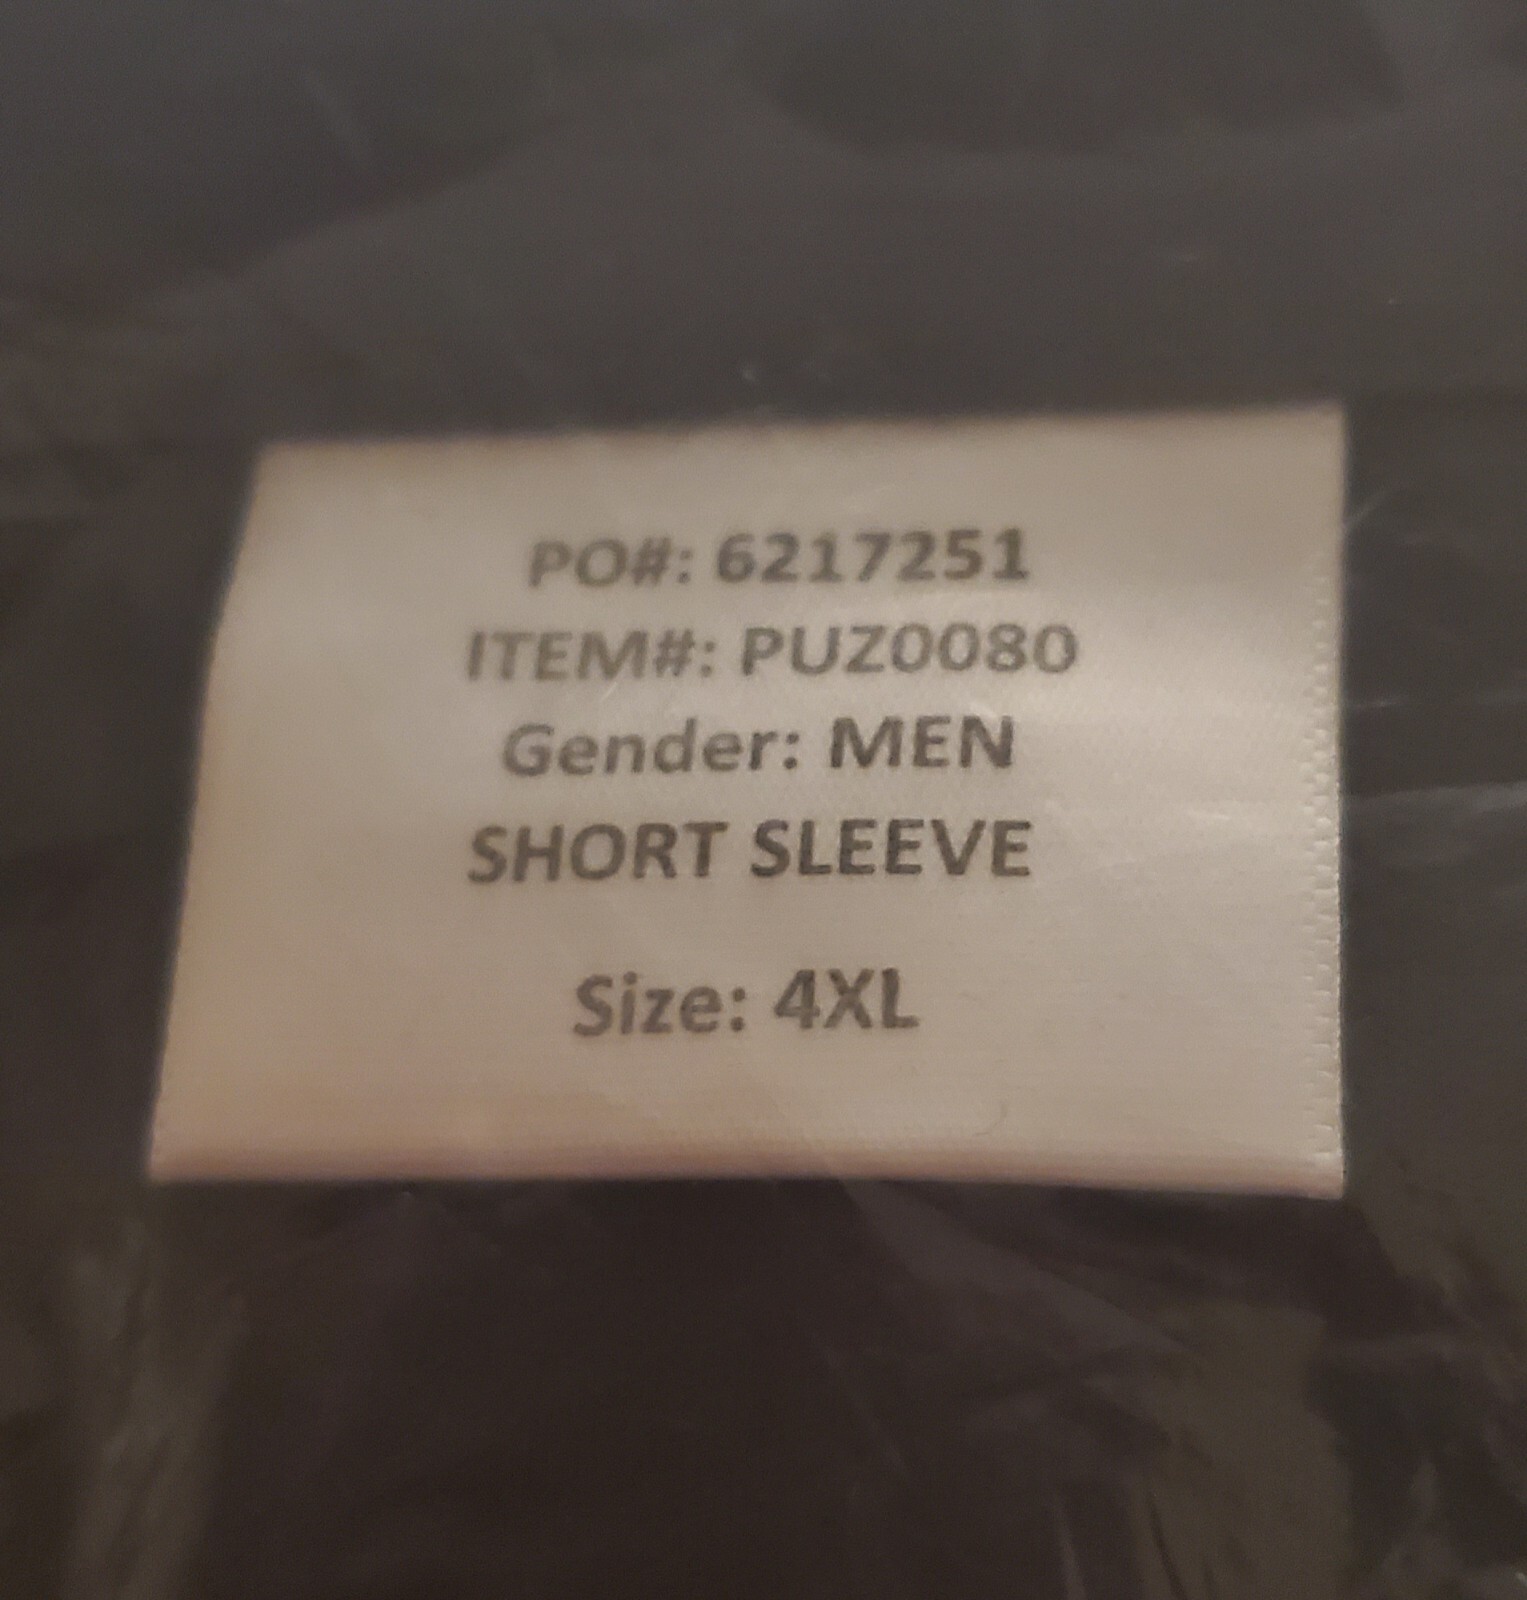 PO#: 6217251
ITEM#: PUZ0080
Gender: MEN
SHORT SLEEVE
Size: 4XL